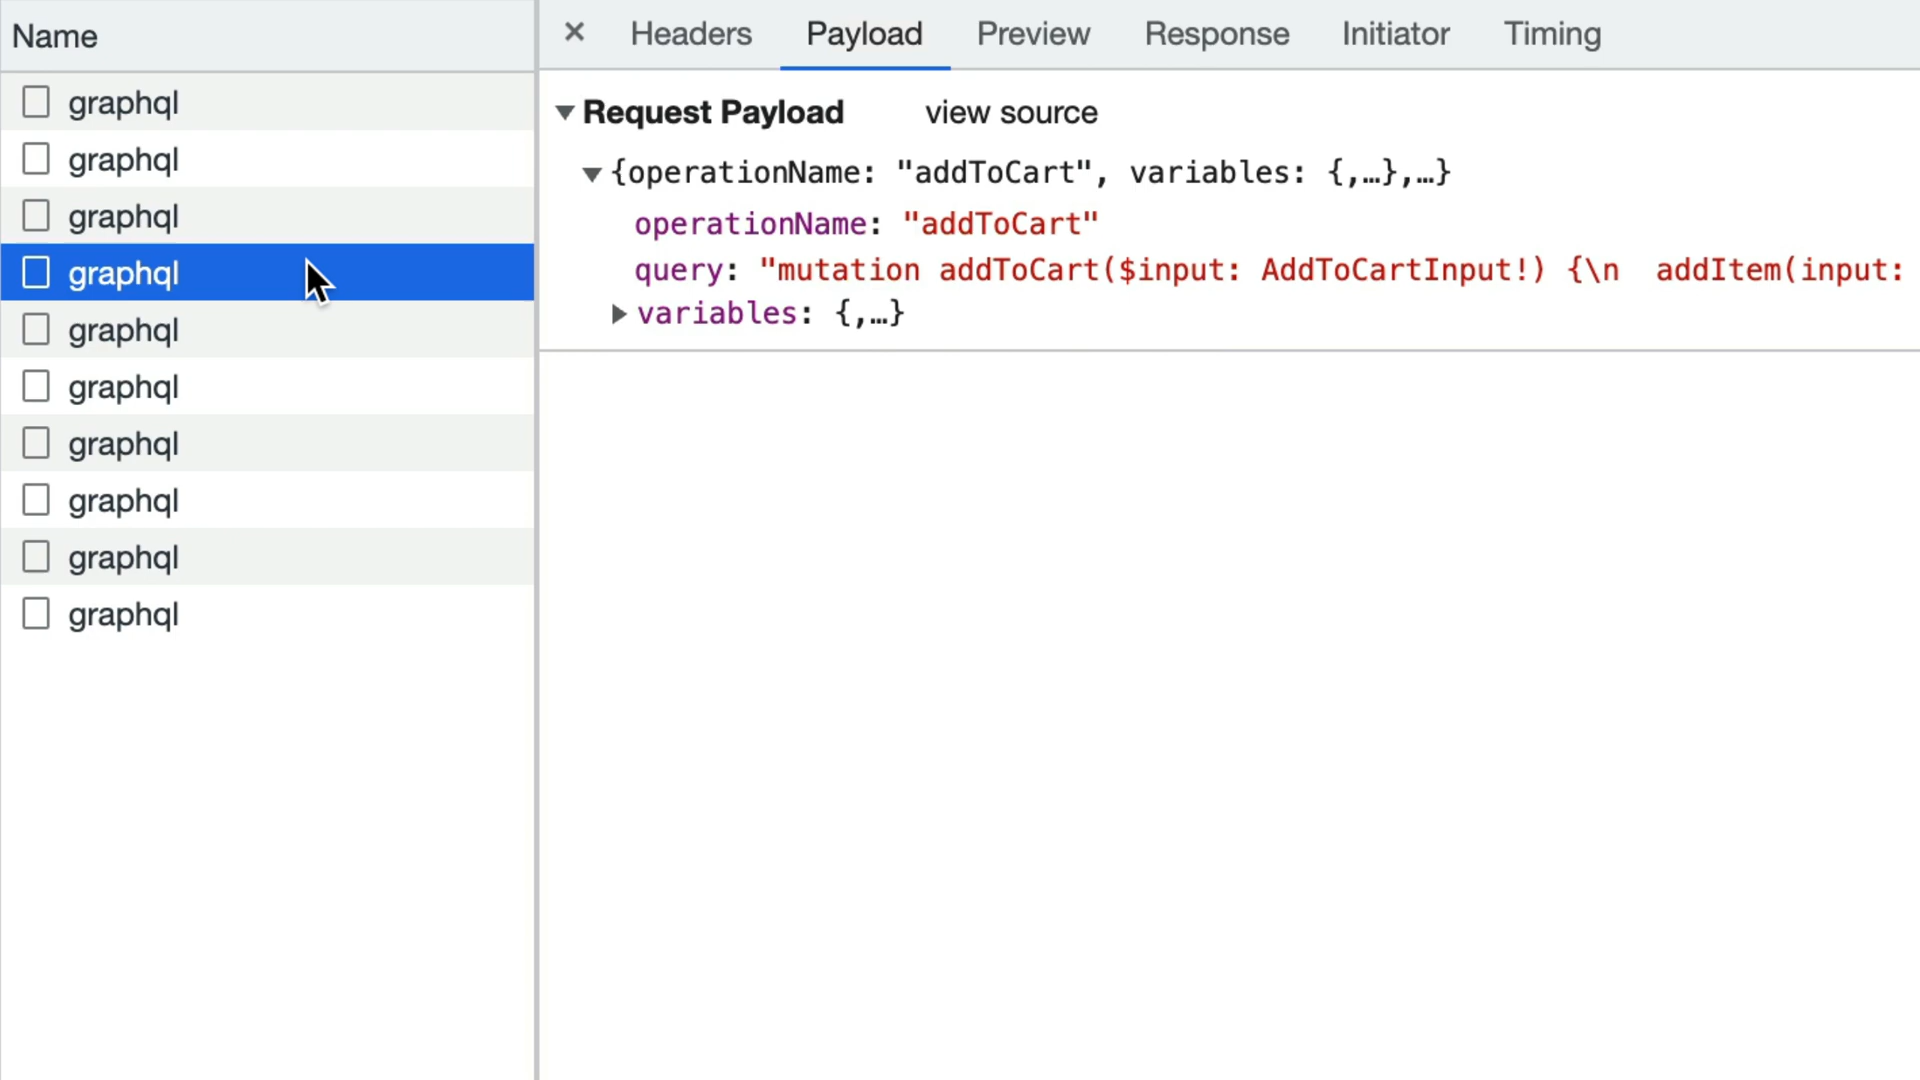 Name
graphql
graphql
graphql
graphql
graphql
graphql
graphql
graphql
graphql
graphql
× Headers Payload Preview Response Initiator Timing
Request Payload view source
{operationName: "addToCart", variables: {,…},…}
operationName: "addToCart"
query: "mutation addToCart($input: AddToCartInput!) {\n  addItem(input:
variables: {,…}